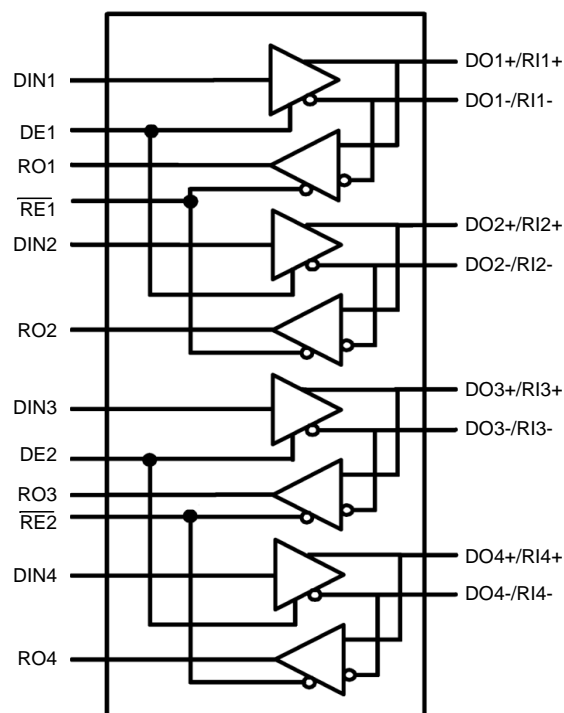 DIN1
DE1
RO1
RE1
DIN2
RO2
DIN3
DE2
RO3
RE2
DIN4
RO4
DO1+/RI1+
DO1-/RI1-
DO2+/RI2+
DO2-/RI2-
DO3+/RI3+
DO3-/RI3-
DO4+/RI4+
DO4-/RI4-